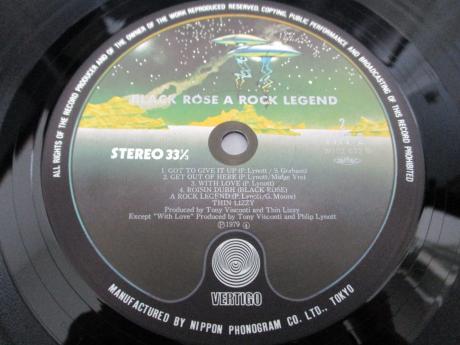 ALL RIGHTS OF THE RECORD PRODUCER AND OF THE OWNER OF THE WORK REPRODUCED RESERVED. COPYING, PUBLIC PERFORMANCE AND BROADCASTING OF THIS RECORD PROHIBITED
BLACK ROSE A ROCK LEGEND
2
STEREO 33⅓
1. GOT TO GIVE IT UP (P. Lynott / S. Gorham)
2. GET OUT OF HERE (P. Lynott/Midge Ure)
3. WITH LOVE (P. Lynott)
4. ROISIN DUBH (BLACK ROSE)
A ROCK LEGEND (P. Lynott/G. Moore)
THIN LIZZY
Produced by Tony Visconti and Thin Lizzy
Except "With Love" Produced by Tony Visconti and Philip Lynott
Ⓟ1979
VERTIGO
MANUFACTURED BY NIPPON PHONOGRAM CO. LTD., TOKYO